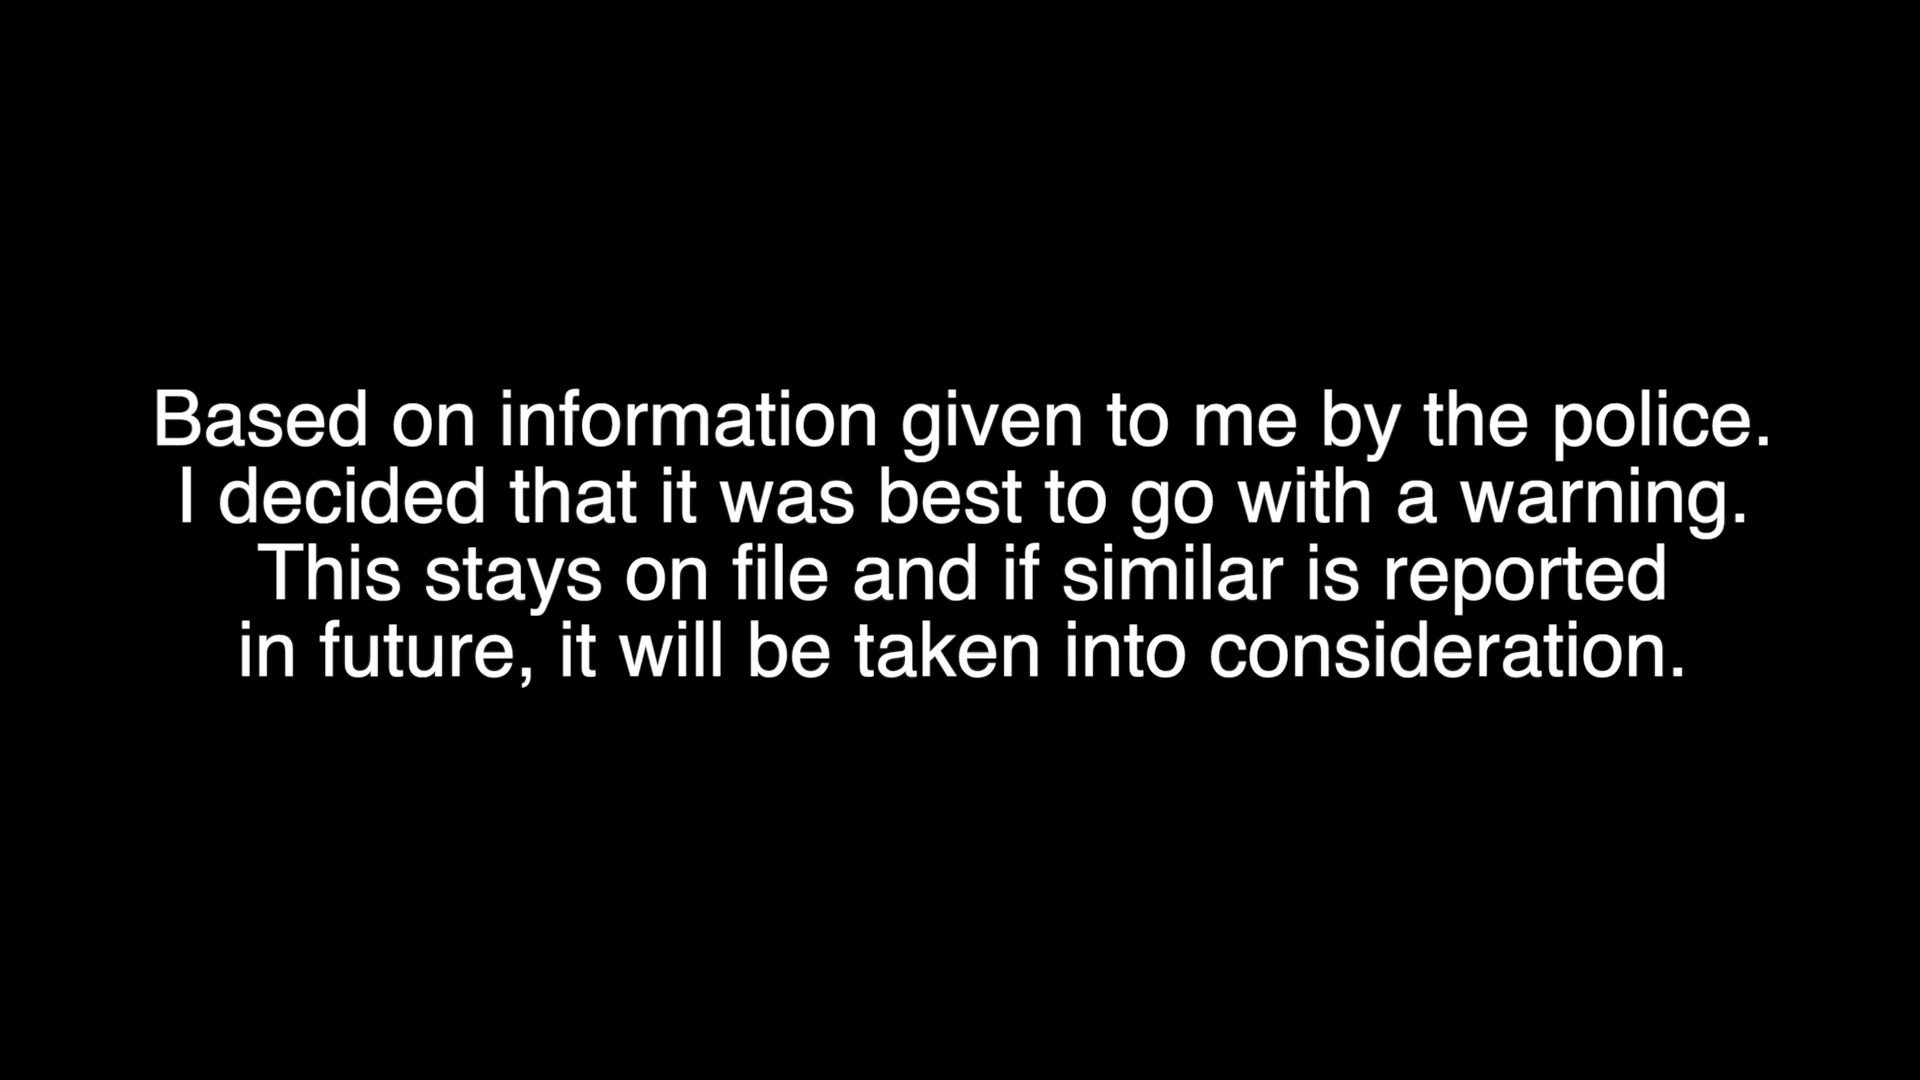 Based on information given to me by the police.
I decided that it was best to go with a warning.
This stays on file and if similar is reported
in future, it will be taken into consideration.